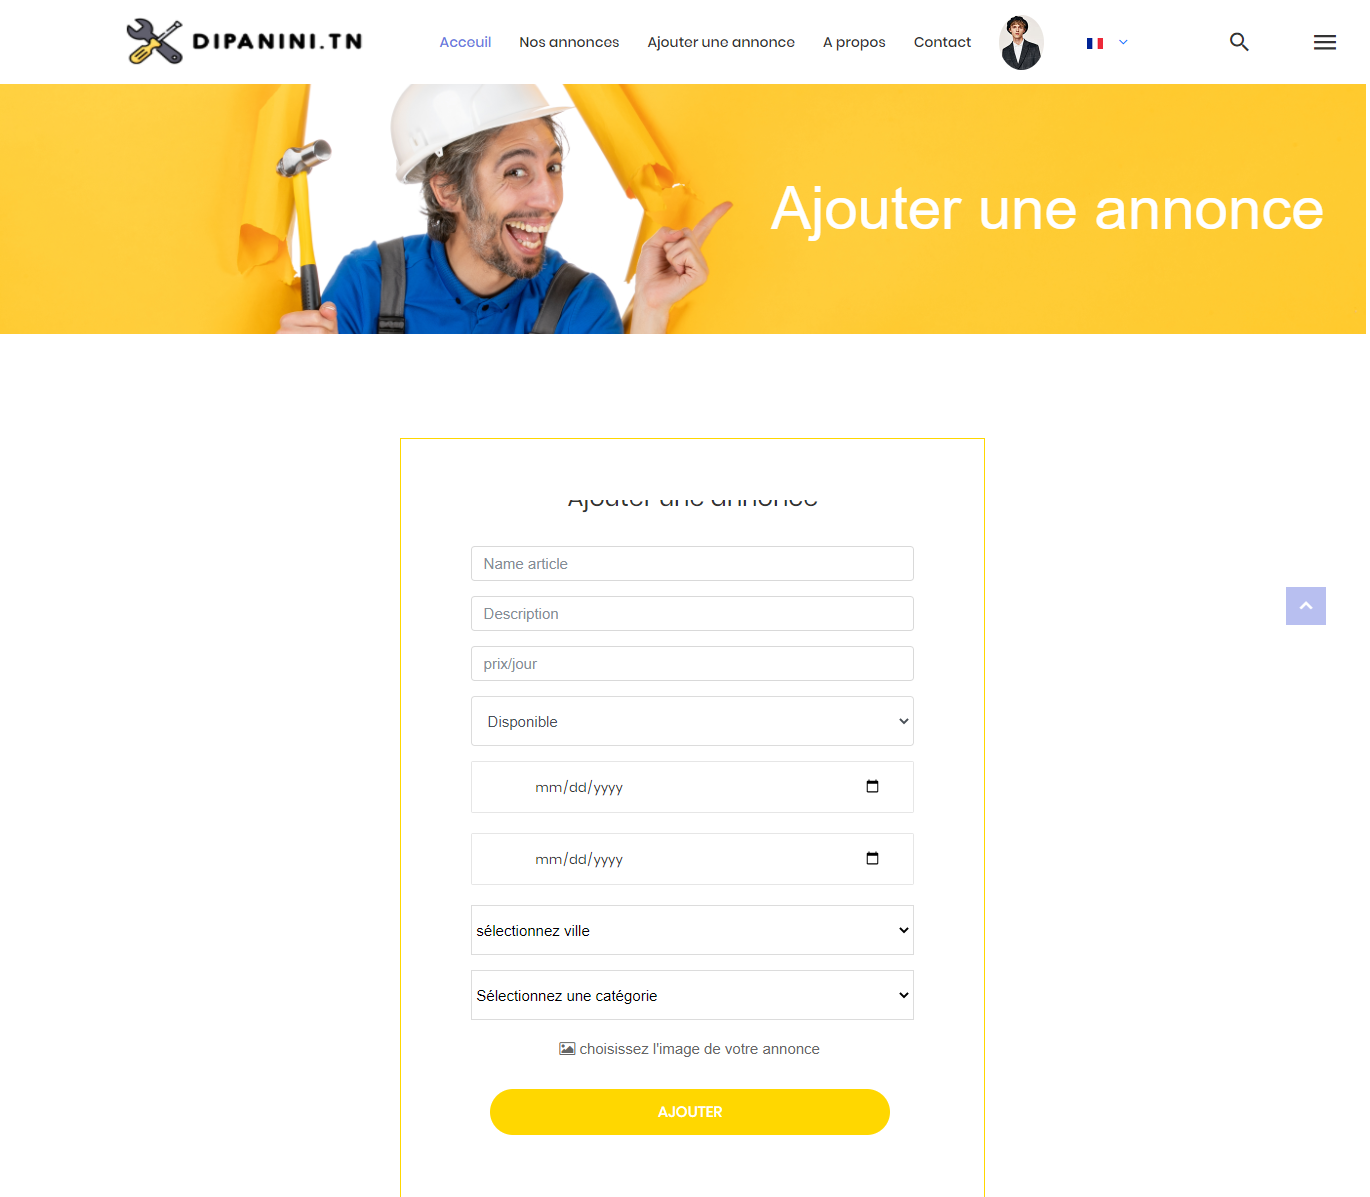 DIPANINI.TN
Acceuil Nos annonces Ajouter une annonce A propos Contact
Ajouter une annonce
Ajouter une annonce
Name article
Description
prix/jour
Disponible
mm/dd/yyyy
mm/dd/yyyy
sélectionnez ville
Sélectionnez une catégorie
choisissez l'image de votre annonce
AJOUTER